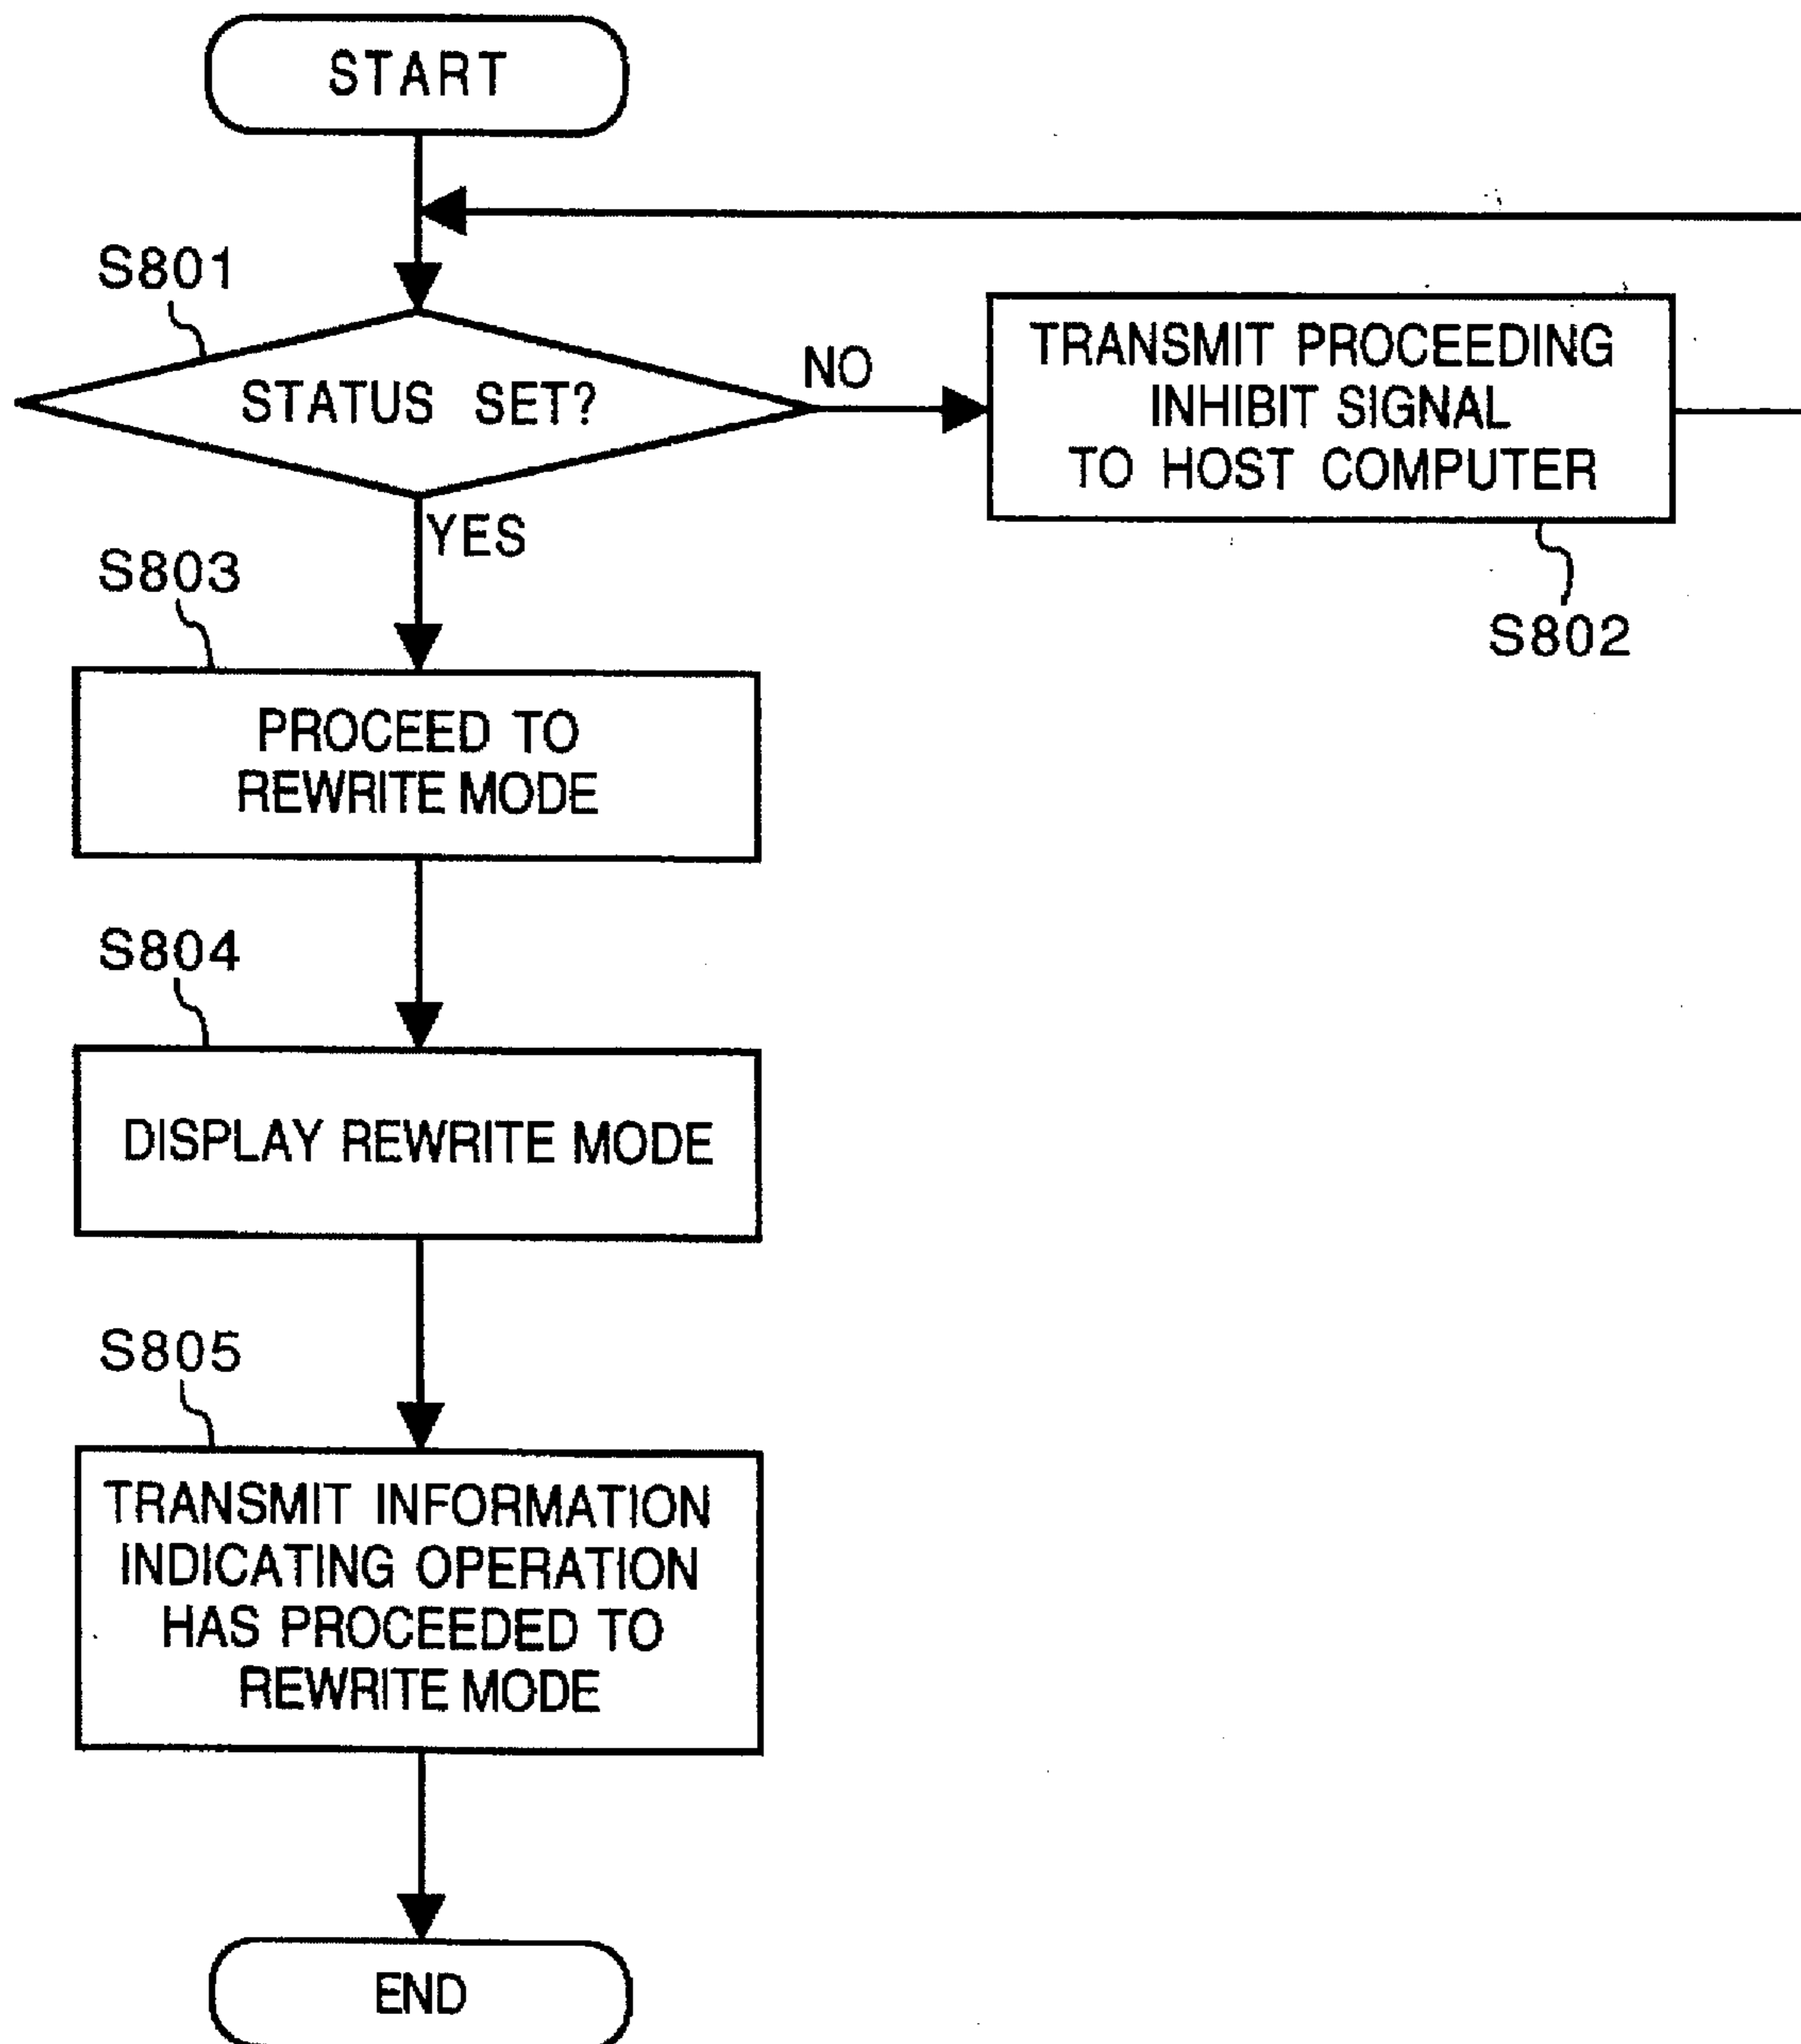 START
S801
STATUS SET?
NO
TRANSMIT PROCEEDING
INHIBIT SIGNAL
TO HOST COMPUTER
S802
YES
S803
PROCEED TO
REWRITE MODE
S804
DISPLAY REWRITE MODE
S805
TRANSMIT INFORMATION
INDICATING OPERATION
HAS PROCEEDED TO
REWRITE MODE
END